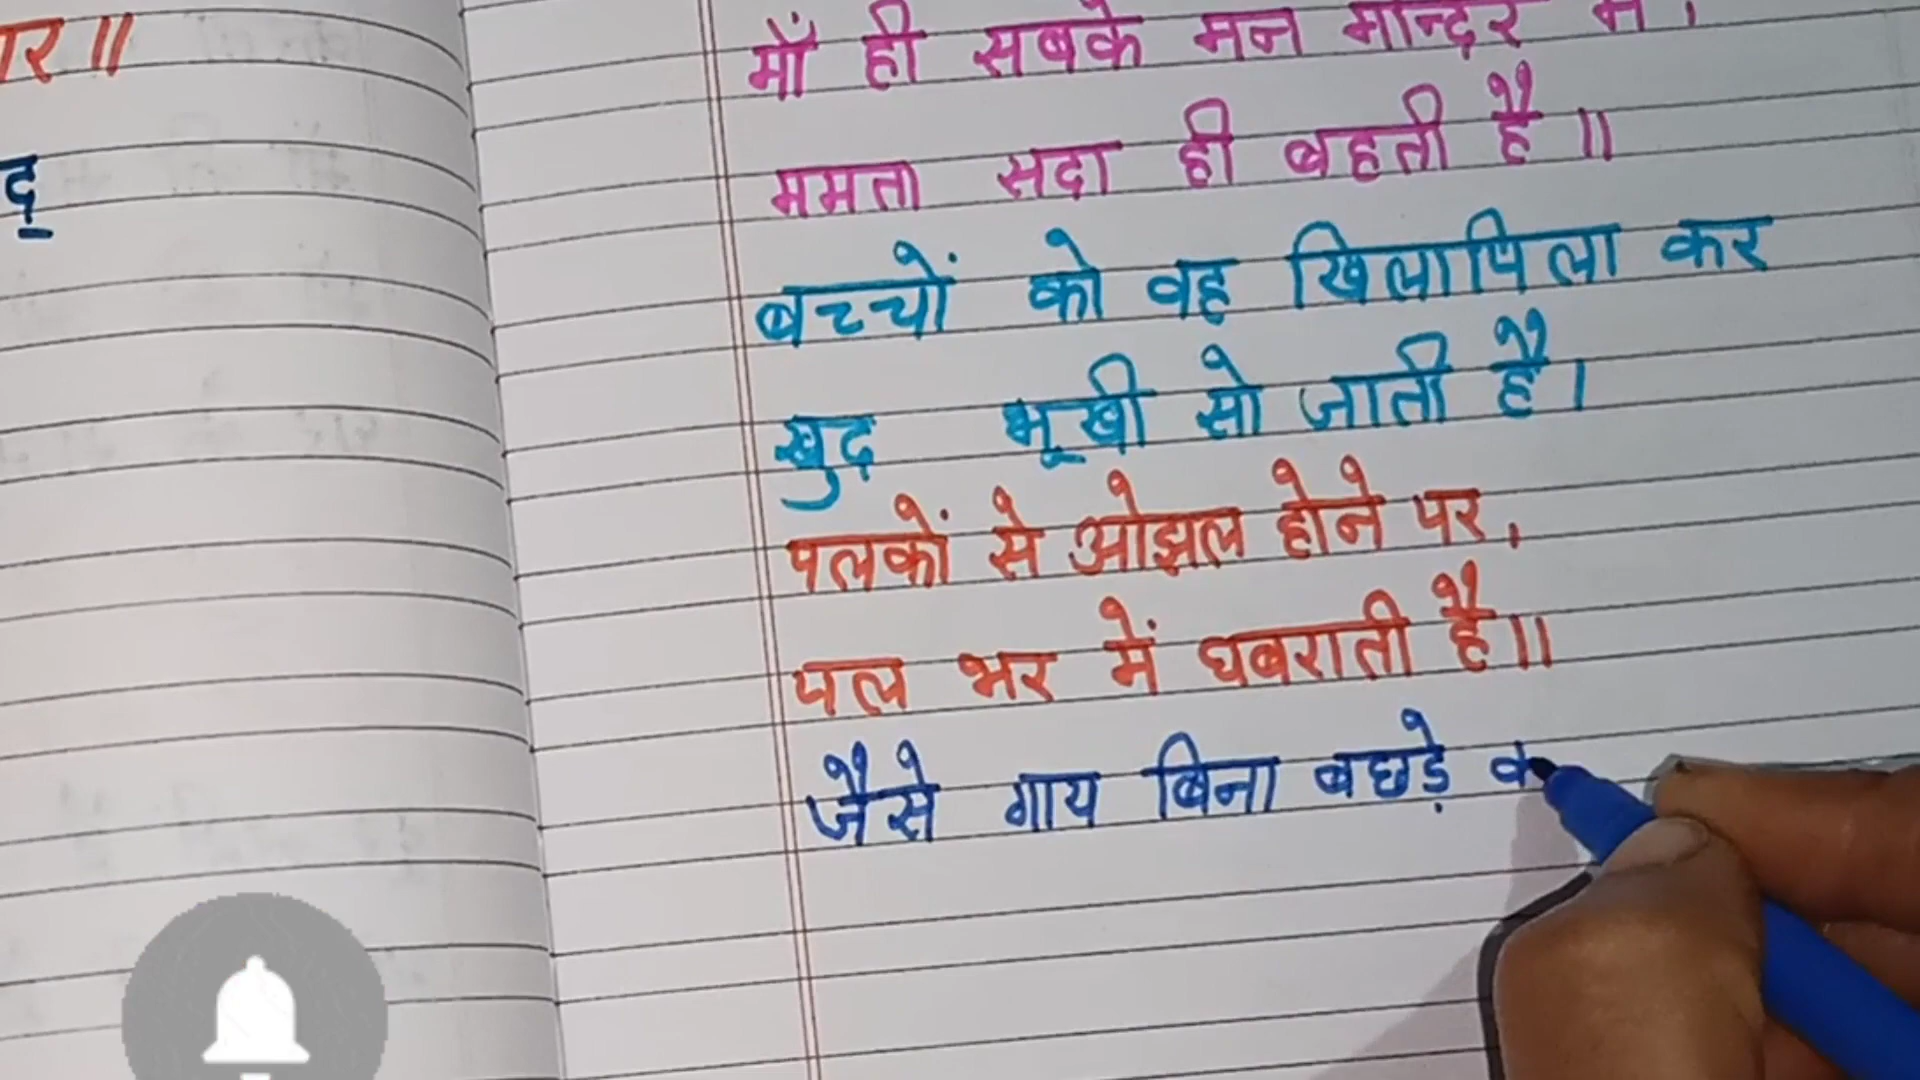 ार॥
द्
माँ ही सबके मन मन्दिर में,
ममता सदा ही बहती है॥
बच्चों को वह खिलापिला कर
खुद भूखी सो जाती है।
पलकों से ओझल होने पर,
पल भर में घबराती है॥
जैसे गाय बिना बछड़े